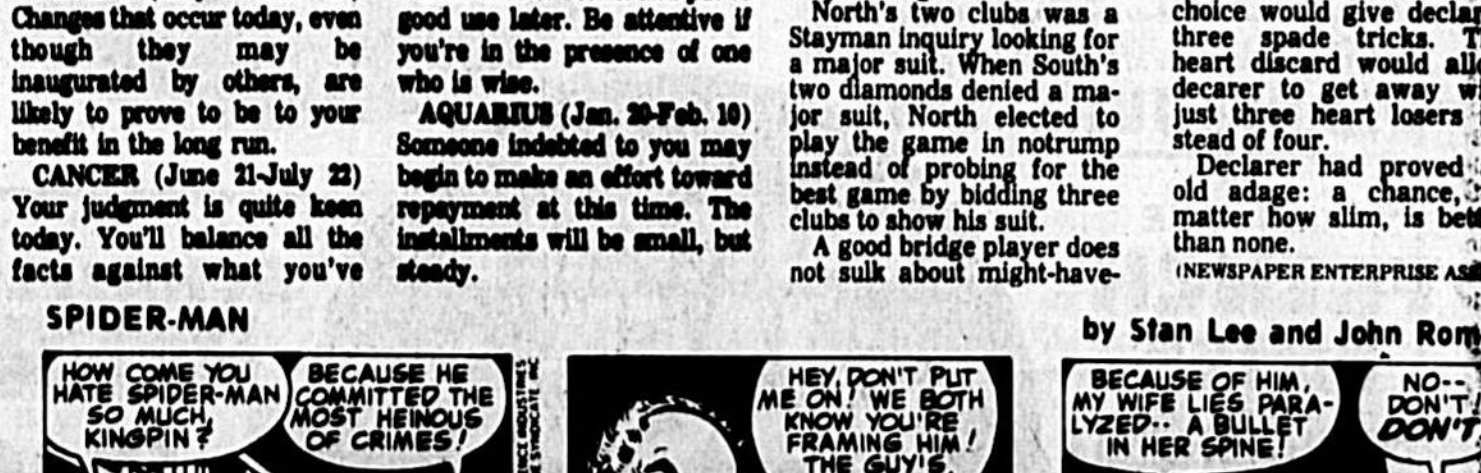 Changes that occur today, even
though they may be
inaugurated by others, are
likely to prove to be to your
benefit in the long run.
CANCER (June 21-July 22)
Your judgment is quite keen
today. You'll balance all the
facts against what you've
good use later. Be attentive if
you're in the presence of one
who is wise.
AQUARIUS (Jan. 20-Feb. 10)
Someone indebted to you may
begin to make an effort toward
repayment at this time. The
installments will be small, but
steady.
North's two clubs was a
Stayman inquiry looking for
a major suit. When South's
two diamonds denied a ma-
jor suit, North elected to
play the game in notrump
instead of probing for the
best game by bidding three
clubs to show his suit.
A good bridge player does
not sulk about might-have-
choice would give
three spade tricks.
heart discard would
decarer to get away
just three heart losers
stead of four.
Declarer had proved
old adage: a chance,
matter how slim, is
than none.
(NEWSPAPER ENTERPRISE
SPIDER-MAN
by Stan Lee and John
HOW COME YOU
HATE SPIDER-MAN
SO MUCH,
KINGPIN?
BECAUSE HE
COMMITTED THE
MOST HEINOUS
OF CRIMES!
HEY, DON'T PUT
ME ON! WE BOTH
KNOW YOU'RE
FRAMING HIM!
THE GUY'S
BECAUSE OF HIM,
MY WIFE LIES PARA-
LYZED-- A BULLET
IN HER SPINE!
NO--
DON'T
DON'T